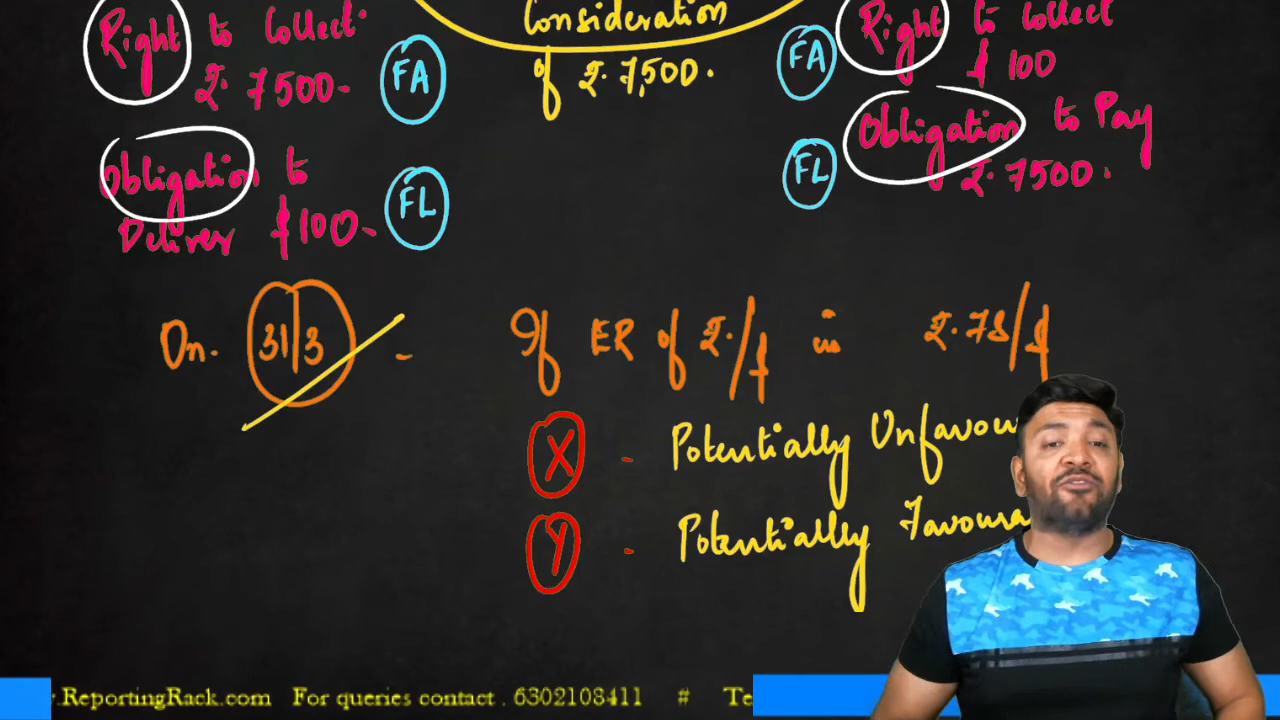 Right to Collect
₹. 7500.
FA
Obligation to
Deliver $100.
FL
Consideration
of ₹. 7,500.
Right to Collect
$ 100
FA
Obligation to Pay
₹. 7500.
FL
On. 31/3 - If ER of ₹./$ is ₹.78/$
X - Potentially Unfavou
Y - Potentially Favoura
.ReportingRack.com For queries contact . 6302108411 # Te